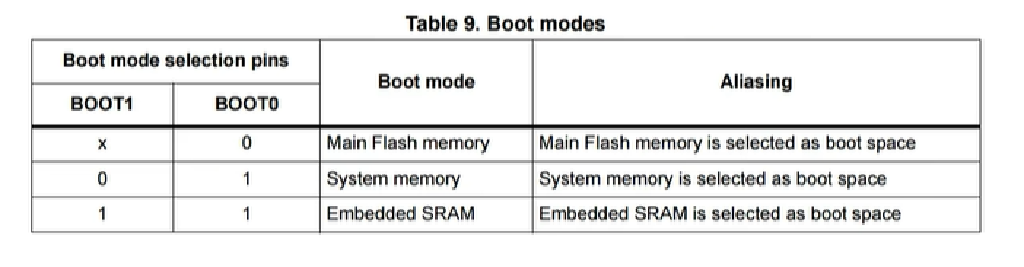 Table 9. Boot modes
Boot mode selection pins Boot mode Aliasing
BOOT1 BOOT0
x 0 Main Flash memory Main Flash memory is selected as boot space
0 1 System memory System memory is selected as boot space
1 1 Embedded SRAM Embedded SRAM is selected as boot space